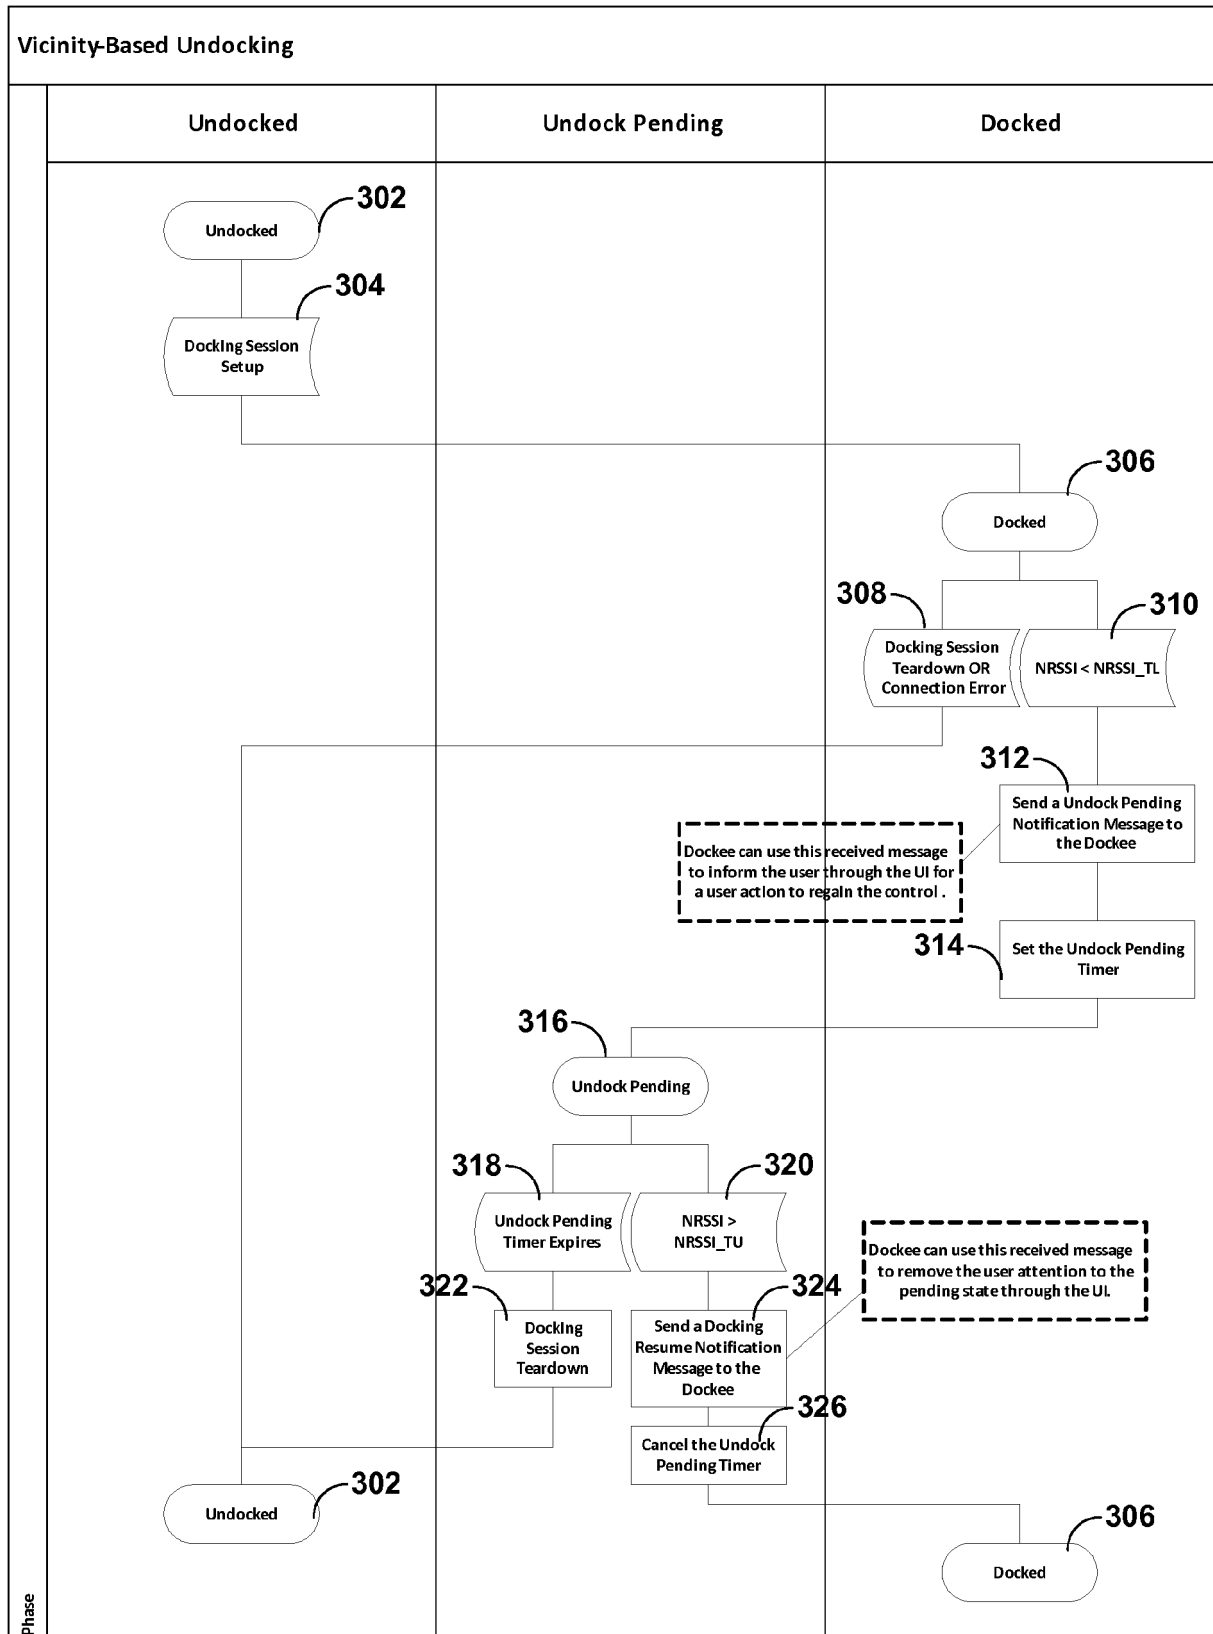 Vicinity-Based Undocking
Undocked
Undock Pending
Docked
302
Undocked
304
Docking Session
Setup
306
Docked
308
310
Docking Session
Teardown OR
Connection Error
NRSSI < NRSSI_TL
312
Send a Undock Pending
Notification Message to
the Dockee
Dockee can use this received message
to inform the user through the UI for
a user action to regain the control .
314
Set the Undock Pending
Timer
316
Undock Pending
318
320
Undock Pending
Timer Expires
NRSSI >
NRSSI_TU
Dockee can use this received message
to remove the user attention to the
pending state through the UI.
322
324
Docking
Session
Teardown
Send a Docking
Resume Notification
Message to the
Dockee
326
Cancel the Undock
Pending Timer
302
Undocked
306
Docked
Phase